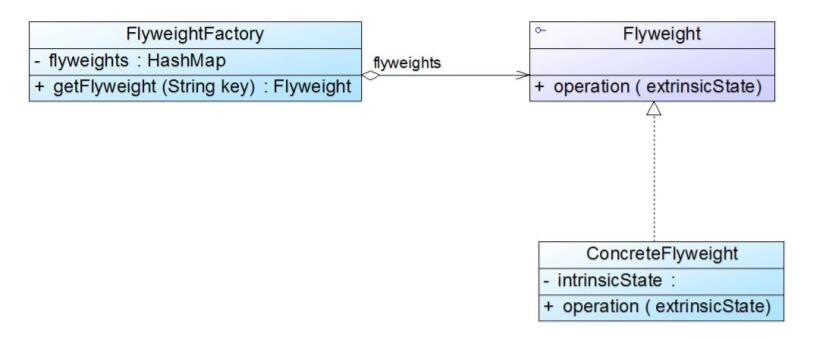 FlyweightFactory
- flyweights : HashMap
+ getFlyweight (String key) : Flyweight
flyweights
Flyweight
+ operation ( extrinsicState)
ConcreteFlyweight
- intrinsicState :
+ operation ( extrinsicState)